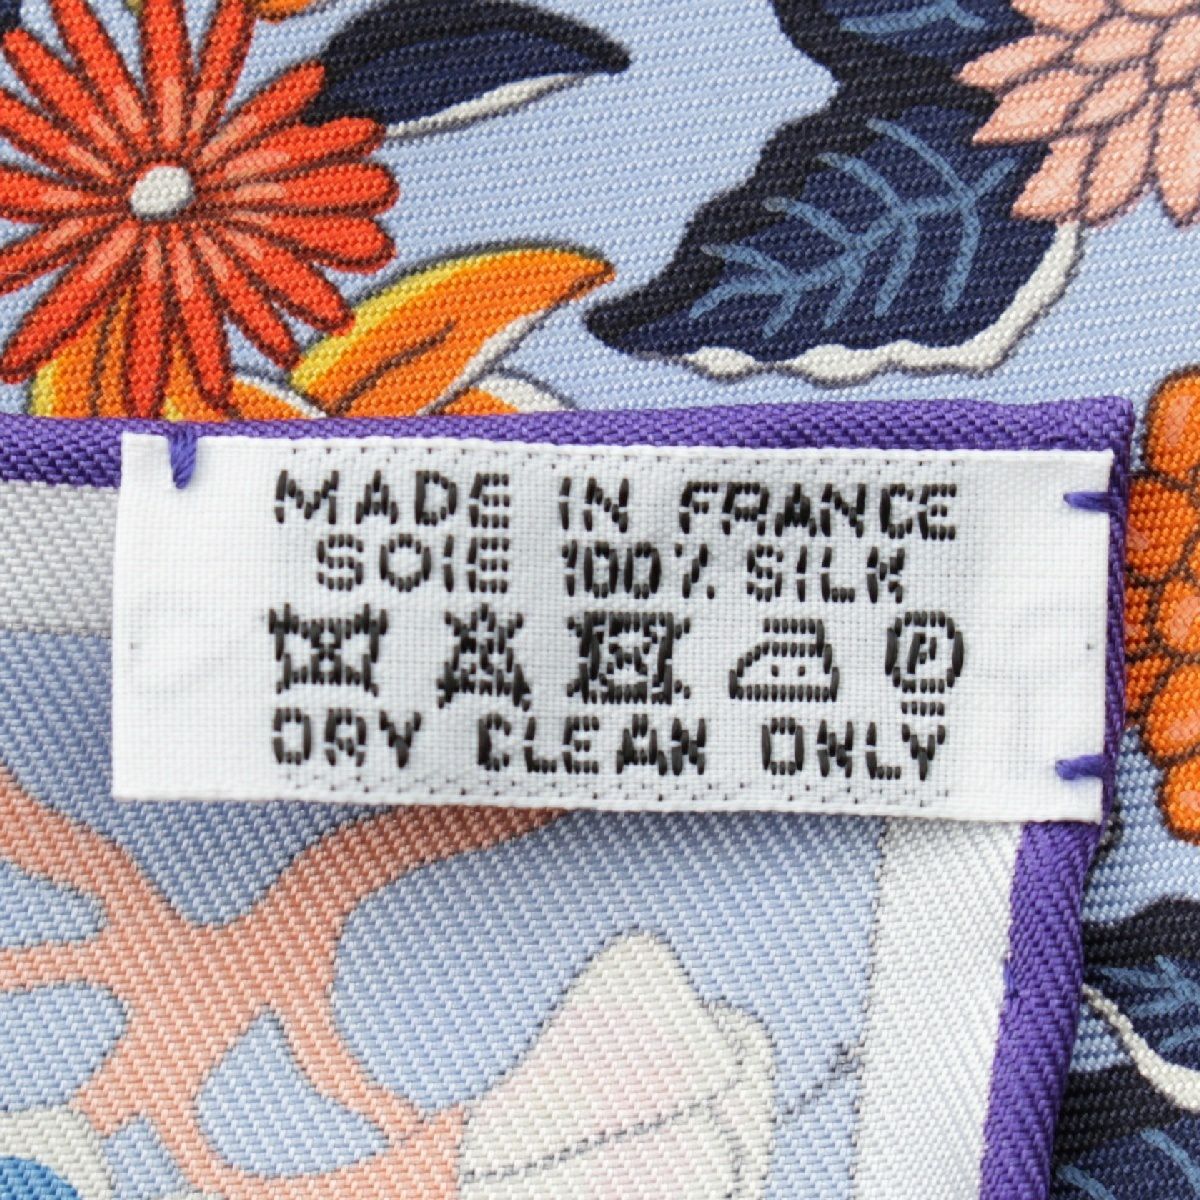 MADE IN FRANCE
SOIE 100% SILK
P
DRY CLEAN ONLY